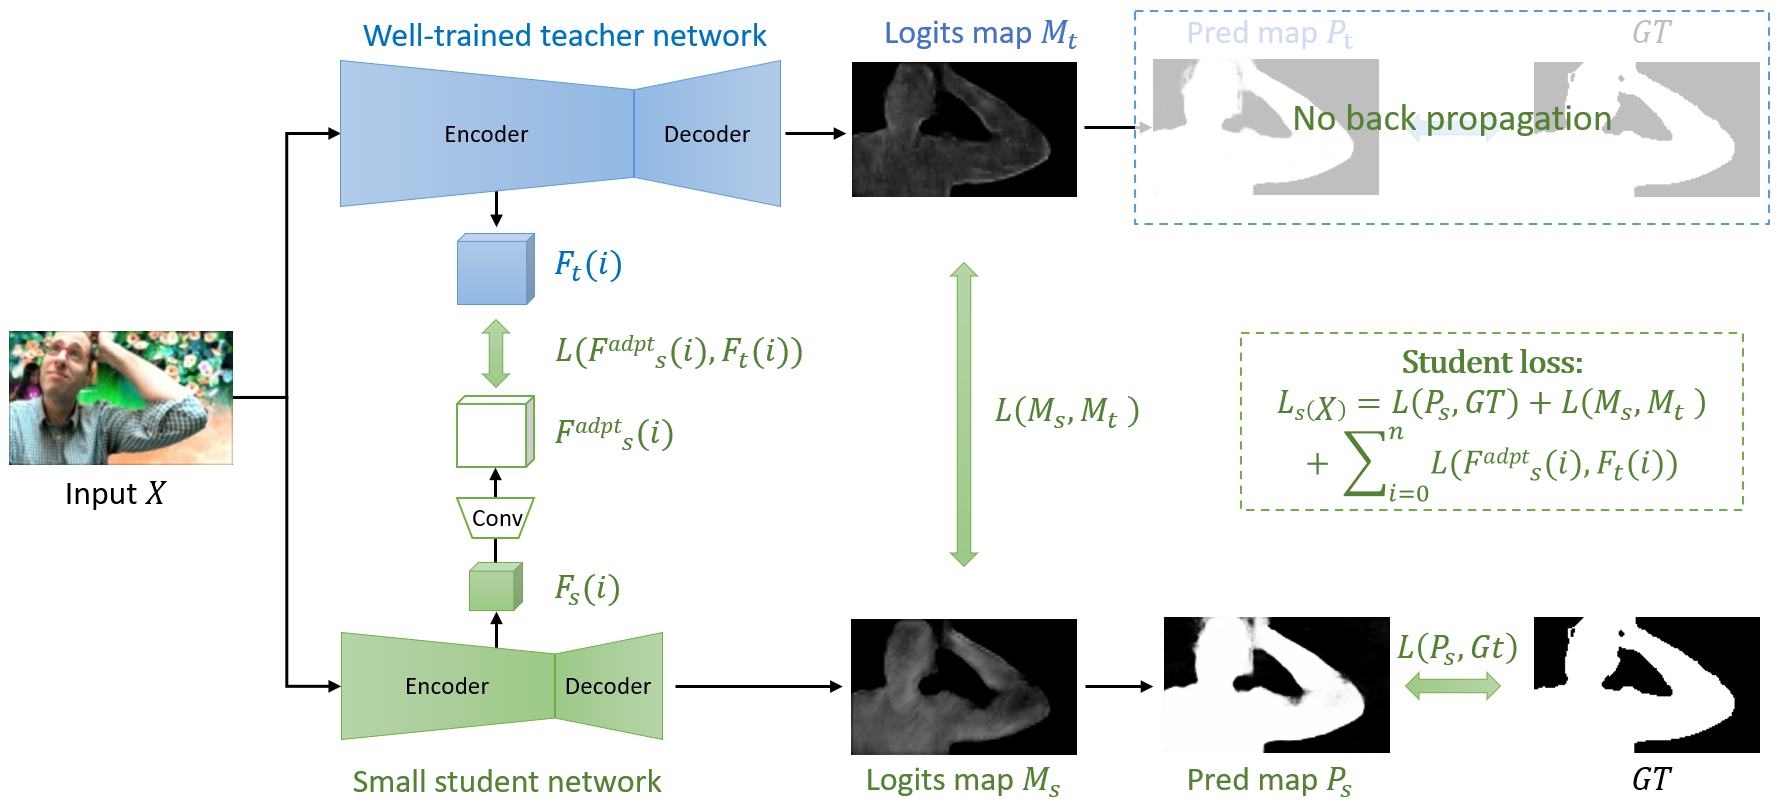 Well-trained teacher network
Logits map M_t
Pred map P_t
GT
Encoder
Decoder
No back propagation
F_t(i)
L(F^{adpt}_s(i), F_t(i))
F^{adpt}_s(i)
Conv
F_s(i)
Input X
L(M_s, M_t )
Student loss:
L_{s(X)} = L(P_s, GT) + L(M_s, M_t )
+ ∑_{i=0}^{n} L(F^{adpt}_s(i), F_t(i))
Encoder
Decoder
L(P_s, Gt)
Small student network
Logits map M_s
Pred map P_s
GT